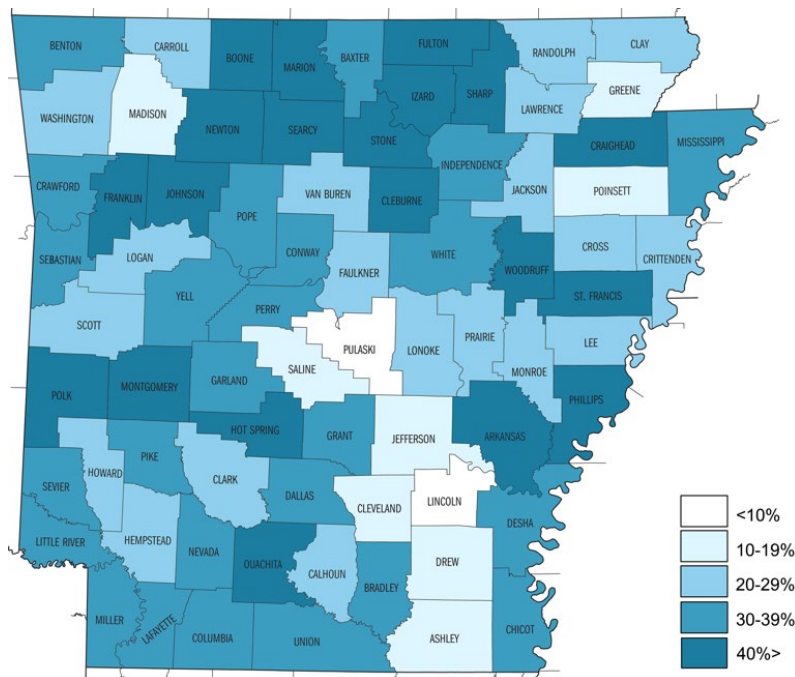 BENTON
CARROLL
BOONE
MARION
BAXTER
FULTON
RANDOLPH
CLAY
IZARD
SHARP
GREENE
WASHINGTON
MADISON
LAWRENCE
NEWTON
SEARCY
STONE
CRAIGHEAD
MISSISSIPPI
INDEPENDENCE
CRAWFORD
FRANKLIN
JOHNSON
VAN BUREN
CLEBURNE
JACKSON
POINSETT
POPE
SEBASTIAN
LOGAN
CONWAY
WHITE
CROSS
CRITTENDEN
FAULKNER
WOODRUFF
YELL
PERRY
ST. FRANCIS
SCOTT
PULASKI
LONOKE
PRAIRIE
LEE
SALINE
MONROE
POLK
MONTGOMERY
GARLAND
PHILLIPS
HOT SPRING
GRANT
JEFFERSON
ARKANSAS
PIKE
HOWARD
CLARK
SEVIER
DALLAS
CLEVELAND
LINCOLN
DESHA
LITTLE RIVER
HEMPSTEAD
NEVADA
OUACHITA
CALHOUN
BRADLEY
DREW
MILLER
LAFAYETTE
COLUMBIA
UNION
ASHLEY
CHICOT
<10%
10-19%
20-29%
30-39%
40%>